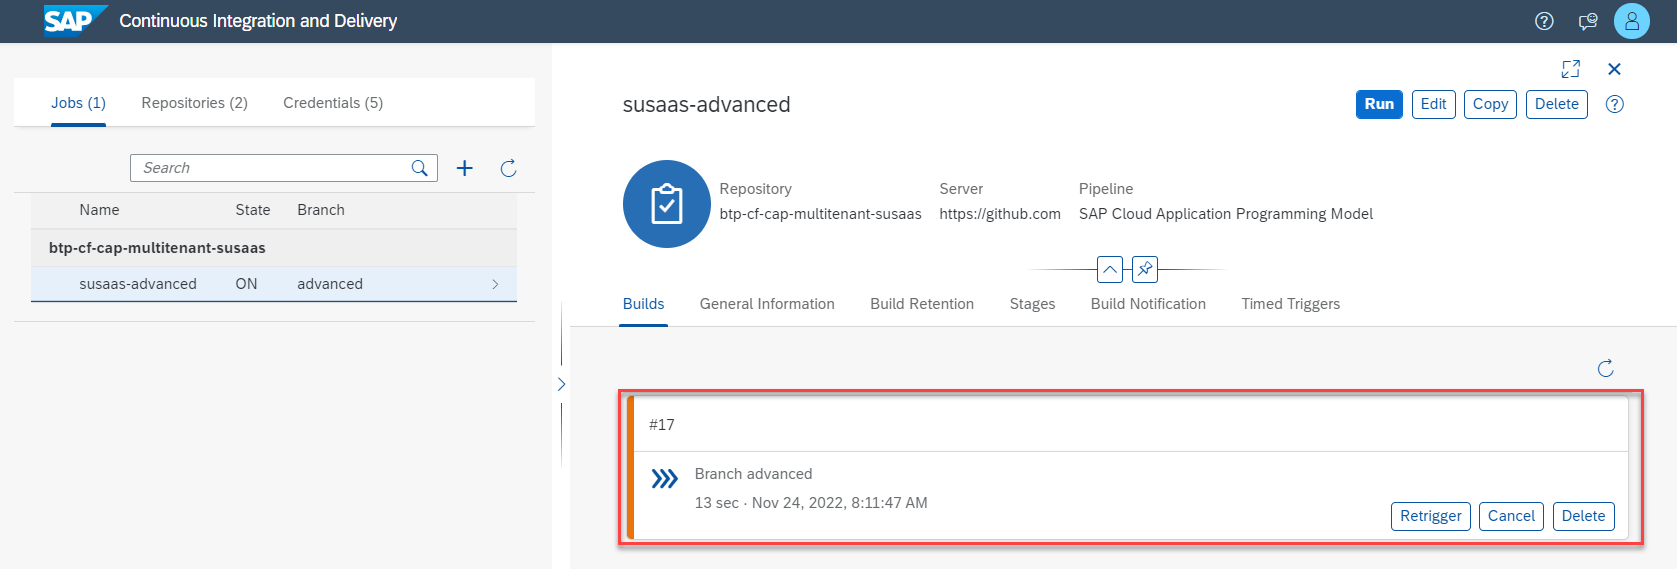 SAP Continuous Integration and Delivery
Jobs (1) Repositories (2) Credentials (5)
Search
Name State Branch
btp-cf-cap-multitenant-susaas
susaas-advanced ON advanced
susaas-advanced
Run Edit Copy Delete
Repository Server Pipeline
btp-cf-cap-multitenant-susaas https://github.com SAP Cloud Application Programming Model
Builds General Information Build Retention Stages Build Notification Timed Triggers
#17
Branch advanced
13 sec · Nov 24, 2022, 8:11:47 AM
Retrigger Cancel Delete